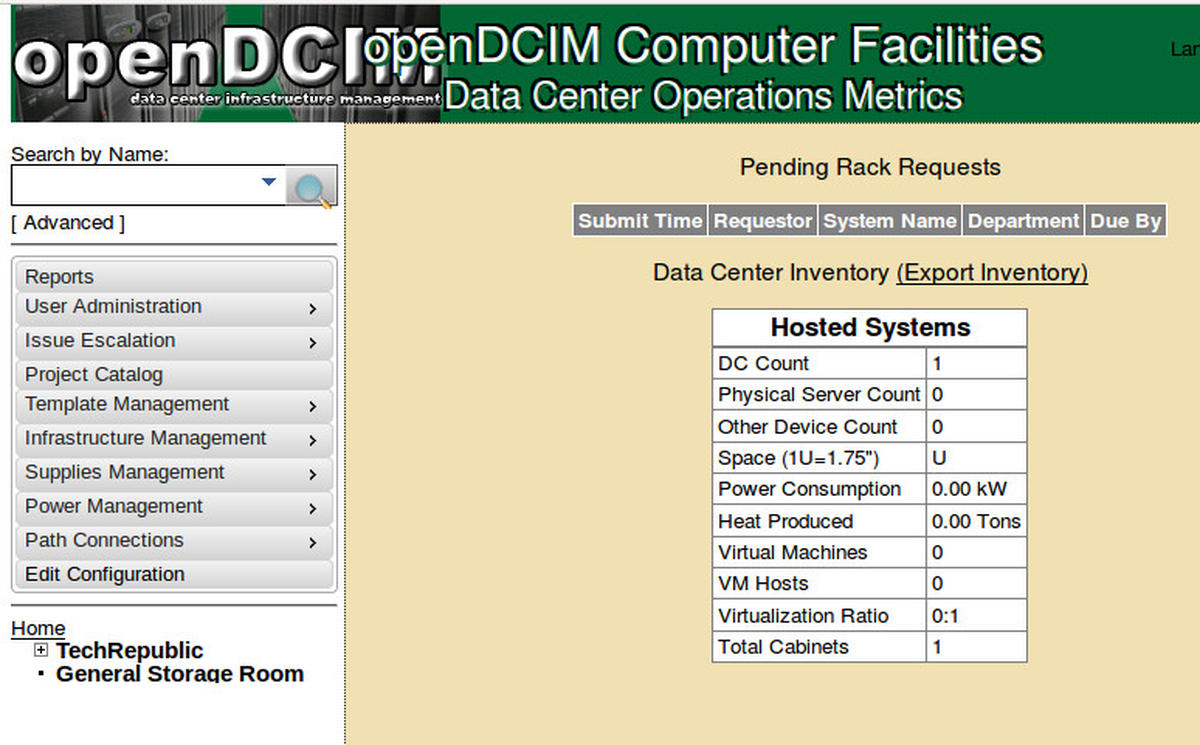 openDCIM
data center infrastructure management
openDCIM Computer Facilities
Data Center Operations Metrics
Search by Name:
[ Advanced ]
Reports
User Administration
Issue Escalation
Project Catalog
Template Management
Infrastructure Management
Supplies Management
Power Management
Path Connections
Edit Configuration
Home
TechRepublic
General Storage Room
Pending Rack Requests
Submit Time Requestor System Name Department Due By
Data Center Inventory (Export Inventory)
Hosted Systems
DC Count 1
Physical Server Count 0
Other Device Count 0
Space (1U=1.75") U
Power Consumption 0.00 kW
Heat Produced 0.00 Tons
Virtual Machines 0
VM Hosts 0
Virtualization Ratio 0:1
Total Cabinets 1